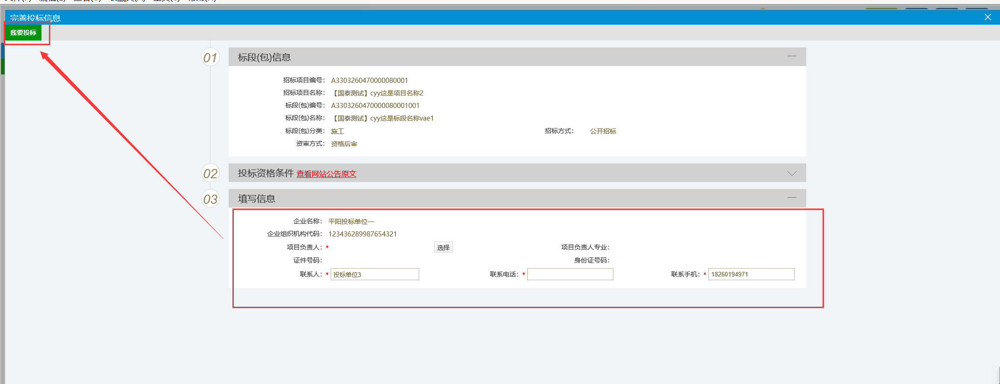 完善投标信息
我要投标
01 标段(包)信息
招标项目编号： A3303260470000080001
招标项目名称： 【国泰测试】cyy这是项目名称2
标段(包)编号： A3303260470000080001001
标段(包)名称： 【国泰测试】cyy这是标段名称vae1
标段(包)分类： 施工 招标方式： 公开招标
资审方式： 资格后审
02 投标资格条件 查看网站公告原文
03 填写信息
企业名称： 平阳投标单位一
企业组织机构代码： 123436289987654321
项目负责人：* 选择 项目负责人专业：
证件号码： 身份证号码：
联系人：* 投标单位3 联系电话：* 联系手机：* 18260194971